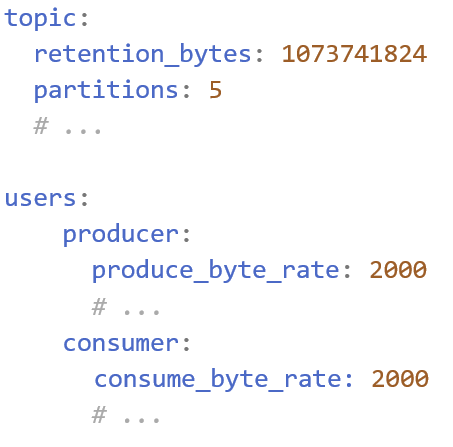 topic:
  retention_bytes: 1073741824
  partitions: 5
  # ...

users:
    producer:
      produce_byte_rate: 2000
      # ...
    consumer:
      consume_byte_rate: 2000
      # ...